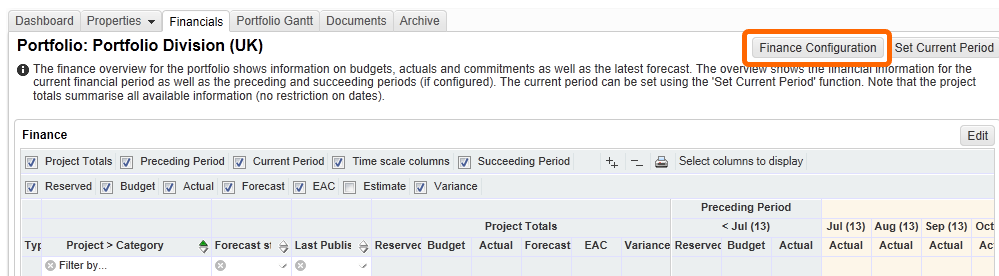 Dashboard Properties Financials Portfolio Gantt Documents Archive
Portfolio: Portfolio Division (UK)
Finance Configuration Set Current Period
The finance overview for the portfolio shows information on budgets, actuals and commitments as well as the latest forecast. The overview shows the financial information for the
current financial period as well as the preceding and succeeding periods (if configured). The current period can be set using the 'Set Current Period' function. Note that the project
totals summarise all available information (no restriction on dates).
Finance Edit
Project Totals Preceding Period Current Period Time scale columns Succeeding Period Select columns to display
Reserved Budget Actual Forecast EAC Estimate Variance
Preceding Period
Project Totals < Jul (13) Jul (13) Aug (13) Sep (13) Oct
Typ Project > Category Forecast st Last Publis Reserved Budget Actual Forecast EAC Variance Reserved Budget Actual Actual Actual Actual Actu
Filter by...